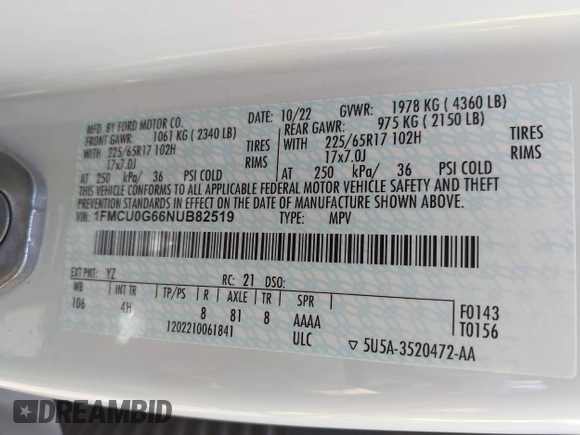 MFD. BY FORD MOTOR CO. DATE: 10/22 GVWR: 1978 KG ( 4360 LB)
FRONT GAWR: 1061 KG ( 2340 LB) REAR GAWR: 975 KG ( 2150 LB)
WITH 225/65R17 102H TIRES WITH 225/65R17 102H TIRES
17x7.0J RIMS 17x7.0J RIMS
AT 250 kPa/ 36 PSI COLD AT 250 kPa/ 36 PSI COLD
THIS VEHICLE CONFORMS TO ALL APPLICABLE FEDERAL MOTOR VEHICLE SAFETY AND THEFT
PREVENTION STANDARDS IN EFFECT ON THE DATE OF MANUFACTURE SHOWN ABOVE.
VIN: 1FMCU0G66NUB82519 TYPE: MPV
EXT PNT: YZ RC: 21 DSO:
WB INT TR TP/PS R AXLE TR SPR
106 4H 8 81 8 AAAA F0143
1202210061841 ULC T0156
▽ 5U5A-3520472-AA
DREAMBID